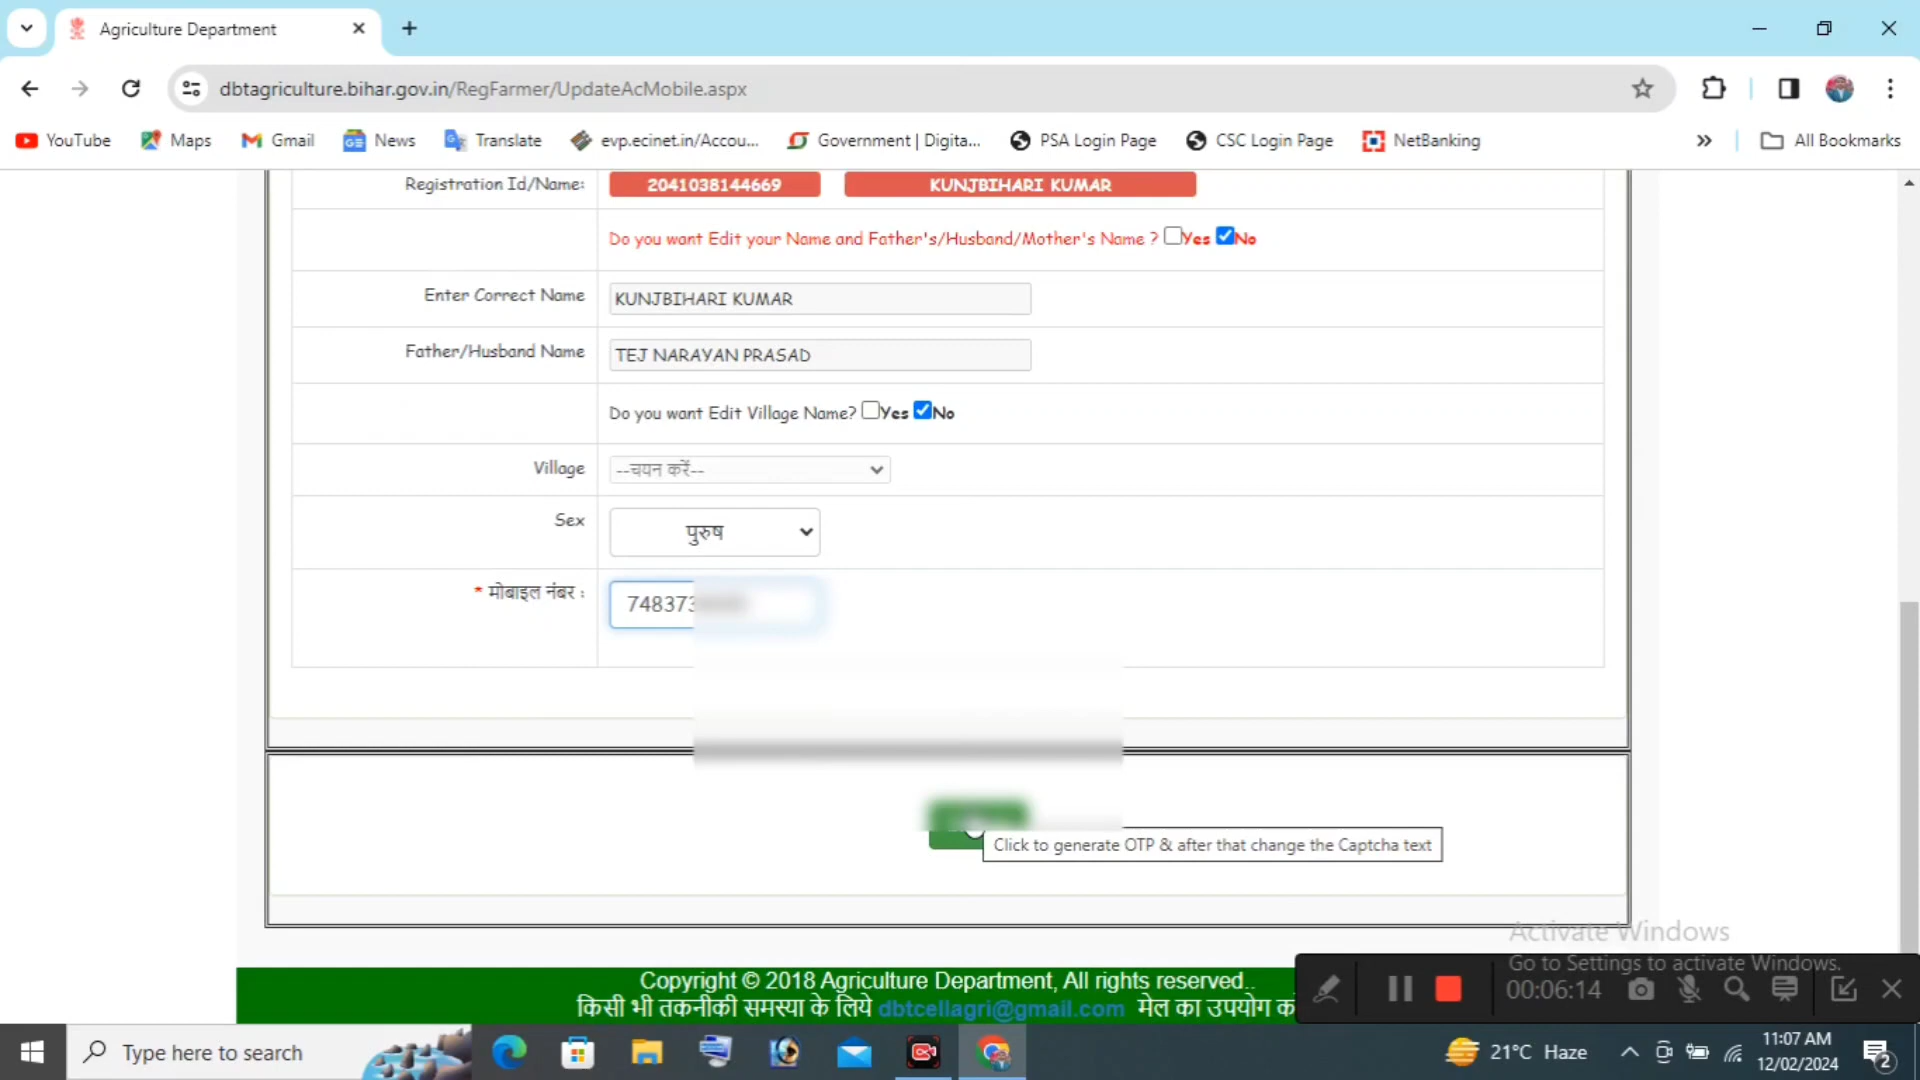 Agriculture Department
dbtagriculture.bihar.gov.in/RegFarmer/UpdateAcMobile.aspx
YouTube Maps Gmail News Translate evp.ecinet.in/Accou... Government | Digita... PSA Login Page CSC Login Page NetBanking » All Bookmarks
Registration Id/Name: 2041038144669 KUNJBIHARI KUMAR
Do you want Edit your Name and Father's/Husband/Mother's Name ? Yes No
Enter Correct Name KUNJBIHARI KUMAR
Father/Husband Name TEJ NARAYAN PRASAD
Do you want Edit Village Name? Yes No
Village --चयन करें--
Sex पुरुष
* मोबाइल नंबर : 748373
Click to generate OTP & after that change the Captcha text
Activate Windows
Go to Settings to activate Windows.
Copyright © 2018 Agriculture Department, All rights reserved..
किसी भी तकनीकी समस्या के लिये dbtcellagri@gmail.com मेल का उपयोग क
00:06:14
Type here to search
21°C Haze
11:07 AM
12/02/2024
2